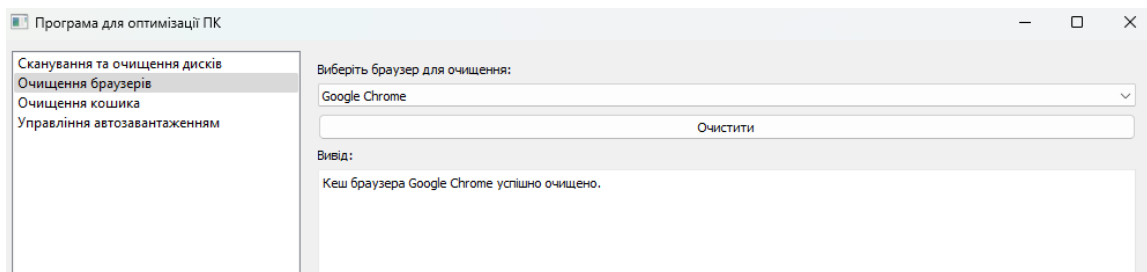 Програма для оптимізації ПК
Сканування та очищення дисків
Очищення браузерів
Очищення кошика
Управління автозавантаженням
Виберіть браузер для очищення:
Google Chrome
Очистити
Вивід:
Кеш браузера Google Chrome успішно очищено.